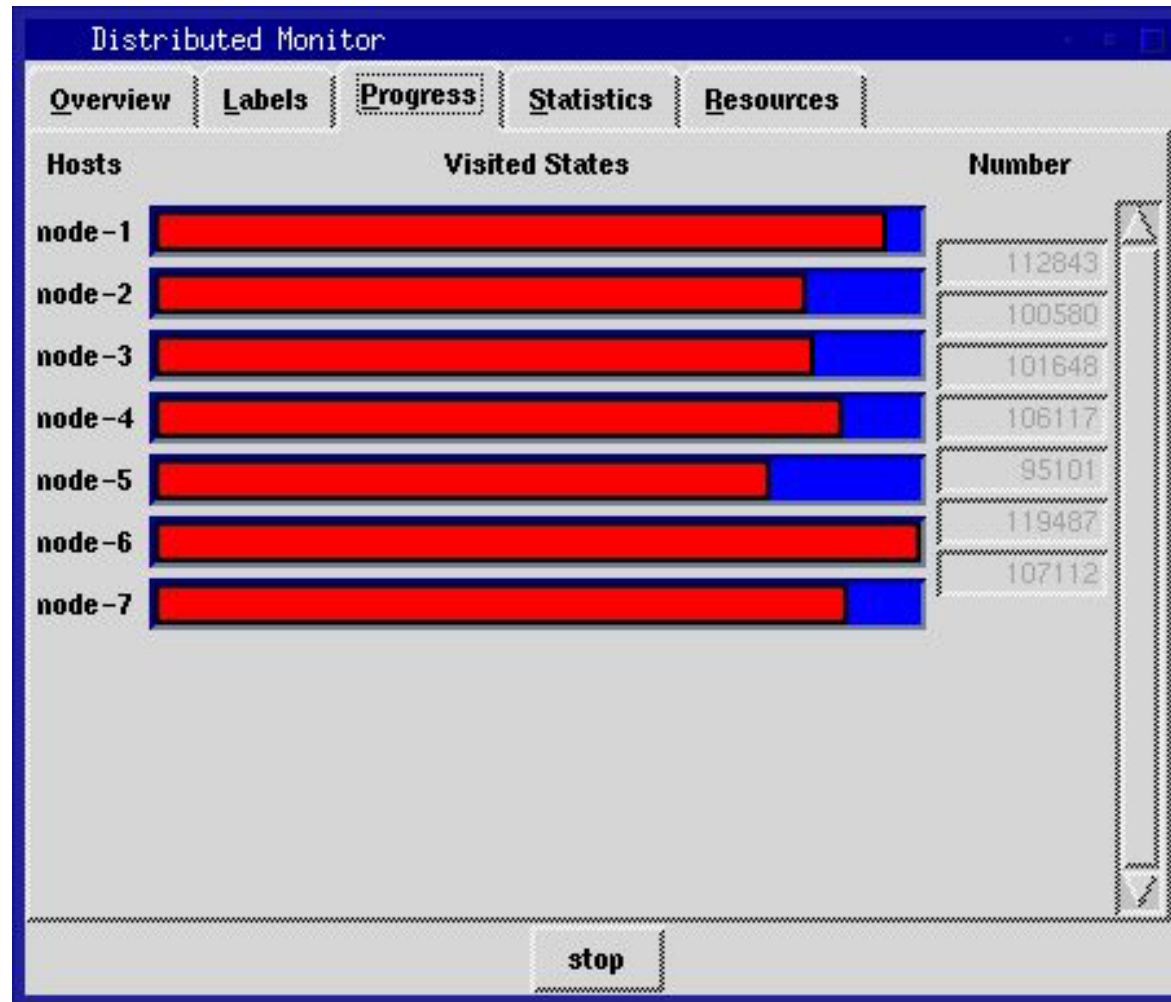 Distributed Monitor
Overview Labels Progress Statistics Resources
Hosts Visited States Number
node-1
112843
node-2
100580
node-3
101648
node-4
106117
node-5
95101
node-6
119487
node-7
107112
stop